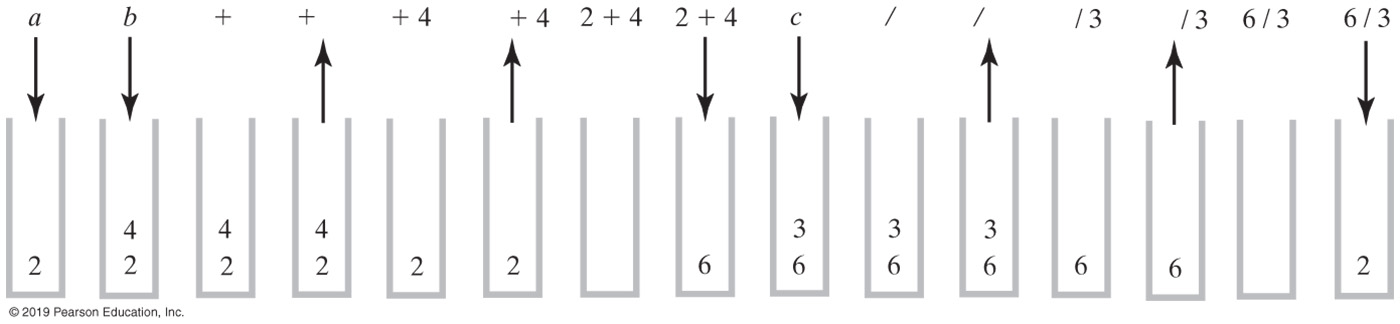 a b + + + 4 + 4 2 + 4 2 + 4 c / / / 3 / 3 6 / 3 6 / 3
4 4 4 3 3 3
2 2 2 2 2 2 6 6 6 6 6 6 2
© 2019 Pearson Education, Inc.